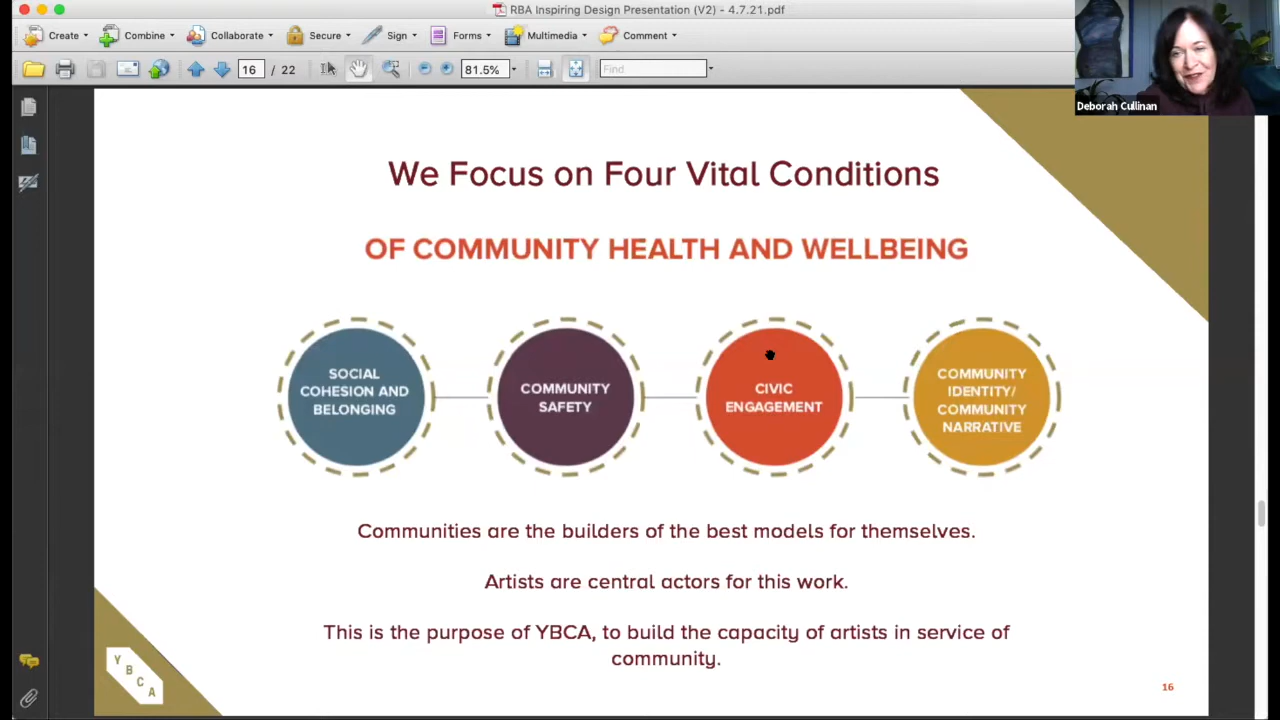 RBA Inspiring Design Presentation (V2) - 4.7.21.pdf
Create
Combine
Collaborate
Secure
Sign
Forms
Multimedia
Comment
16 / 22
81.5%
Find
Deborah Cullinan
We Focus on Four Vital Conditions
OF COMMUNITY HEALTH AND WELLBEING
SOCIAL
COHESION AND
BELONGING
COMMUNITY
SAFETY
CIVIC
ENGAGEMENT
COMMUNITY
IDENTITY/
COMMUNITY
NARRATIVE
Communities are the builders of the best models for themselves.
Artists are central actors for this work.
This is the purpose of YBCA, to build the capacity of artists in service of
community.
Y
B
C
A
16